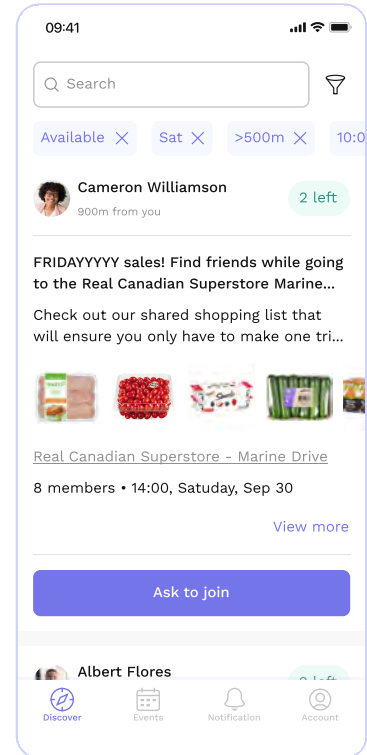 09:41
Search
Available
Sat
>500m
10:0
Cameron Williamson
900m from you
2 left
FRIDAYYYYY sales! Find friends while going
to the Real Canadian Superstore Marine...
Check out our shared shopping list that
will ensure you only have to make one tri...
Real Canadian Superstore - Marine Drive
8 members • 14:00, Satuday, Sep 30
View more
Ask to join
Albert Flores
Discover
Events
Notification
Account